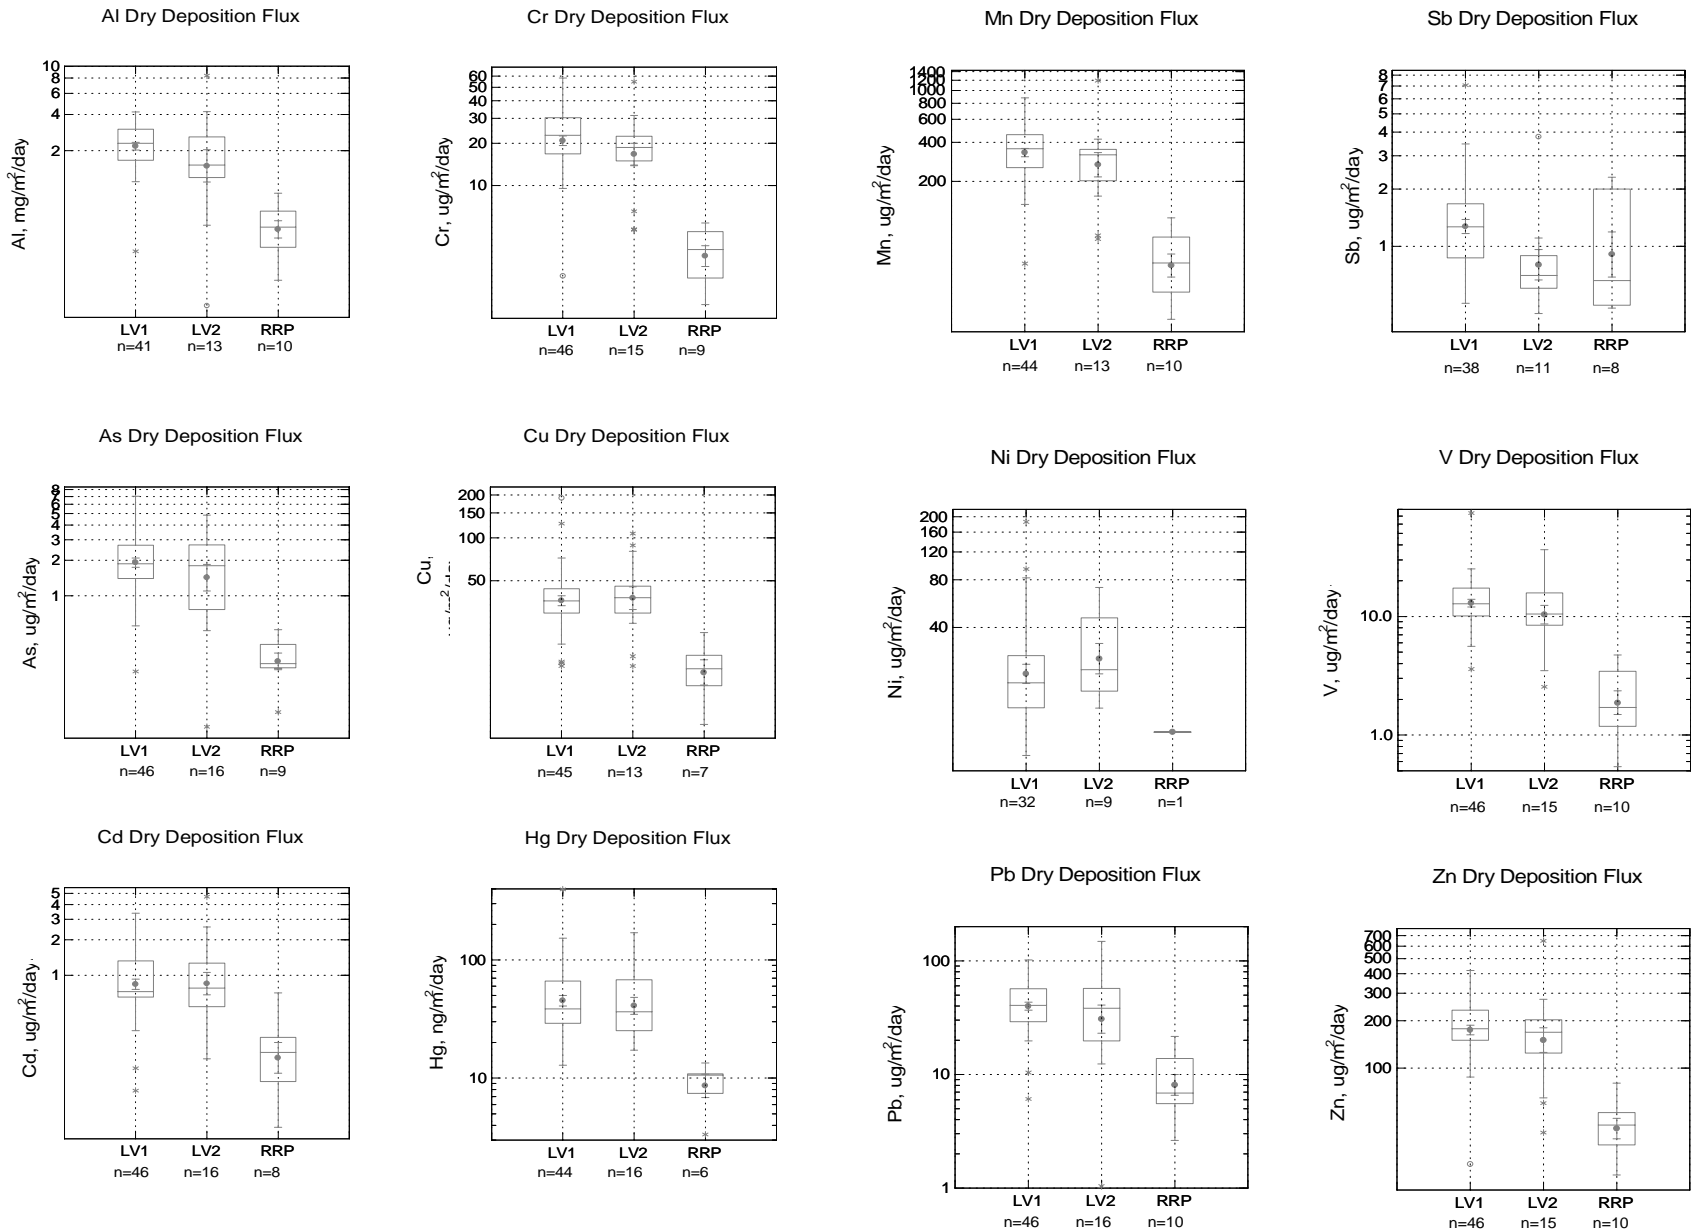 Al Dry Deposition Flux
10
8
6
4
2
Al, mg/m²/day
LV1 LV2 RRP
n=41 n=13 n=10
Cr Dry Deposition Flux
60
50
40
30
20
10
Cr, ug/m²/day
LV1 LV2 RRP
n=46 n=15 n=9
Mn Dry Deposition Flux
1400
1200
1000
800
600
400
200
Mn, ug/m²/day
LV1 LV2 RRP
n=44 n=13 n=10
Sb Dry Deposition Flux
8
7
6
5
4
3
2
1
Sb, ug/m²/day
LV1 LV2 RRP
n=38 n=11 n=8
As Dry Deposition Flux
8
7
6
5
4
3
2
1
As, ug/m²/day
LV1 LV2 RRP
n=46 n=16 n=9
Cu Dry Deposition Flux
200
150
100
50
Cu,
LV1 LV2 RRP
n=45 n=13 n=7
Ni Dry Deposition Flux
200
160
120
80
40
Ni, ug/m²/day
LV1 LV2 RRP
n=32 n=9 n=1
V Dry Deposition Flux
10.0
1.0
V, ug/m²/day
LV1 LV2 RRP
n=46 n=15 n=10
Cd Dry Deposition Flux
5
4
3
2
1
Cd, ug/m²/day
LV1 LV2 RRP
n=46 n=16 n=8
Hg Dry Deposition Flux
100
10
Hg, ng/m²/day
LV1 LV2 RRP
n=44 n=16 n=6
Pb Dry Deposition Flux
100
10
1
Pb, ug/m²/day
LV1 LV2 RRP
n=46 n=16 n=10
Zn Dry Deposition Flux
700
600
500
400
300
200
100
Zn, ug/m²/day
LV1 LV2 RRP
n=46 n=15 n=10